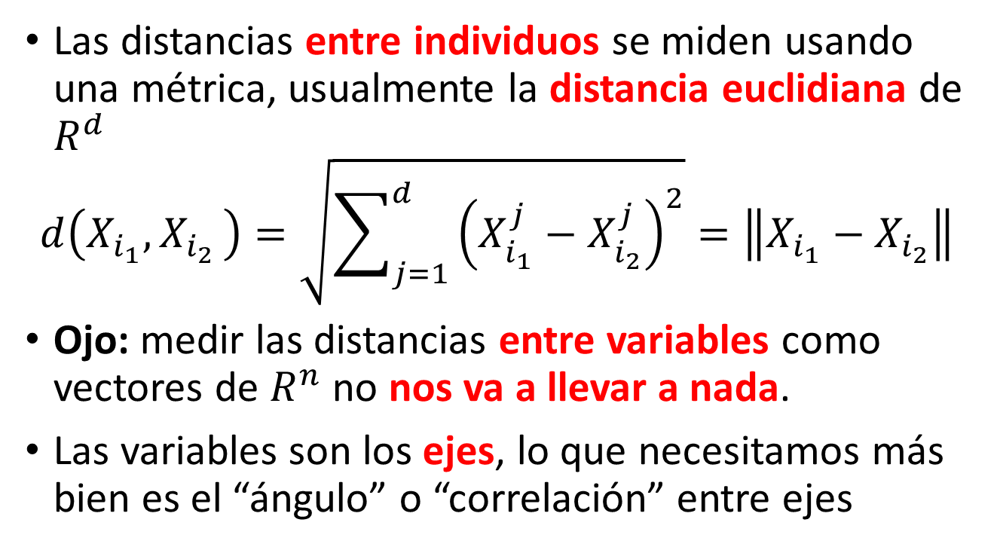 • Las distancias entre individuos se miden usando
una métrica, usualmente la distancia euclidiana de
$R^d$
$d(X_{i_1}, X_{i_2}) = \sqrt{\sum_{j=1}^{d} \left(X_{i_1}^{j} - X_{i_2}^{j}\right)^2} = \left\|X_{i_1} - X_{i_2}\right\|$
• Ojo: medir las distancias entre variables como
vectores de $R^n$ no nos va a llevar a nada.
• Las variables son los ejes, lo que necesitamos más
bien es el “ángulo” o “correlación” entre ejes